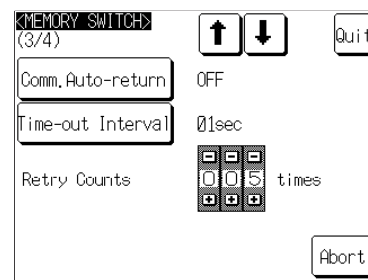 <MEMORY SWITCH>
(3/4)
Quit
Comm.Auto-return OFF
Time-out Interval 01sec
Retry Counts 005 times
Abort